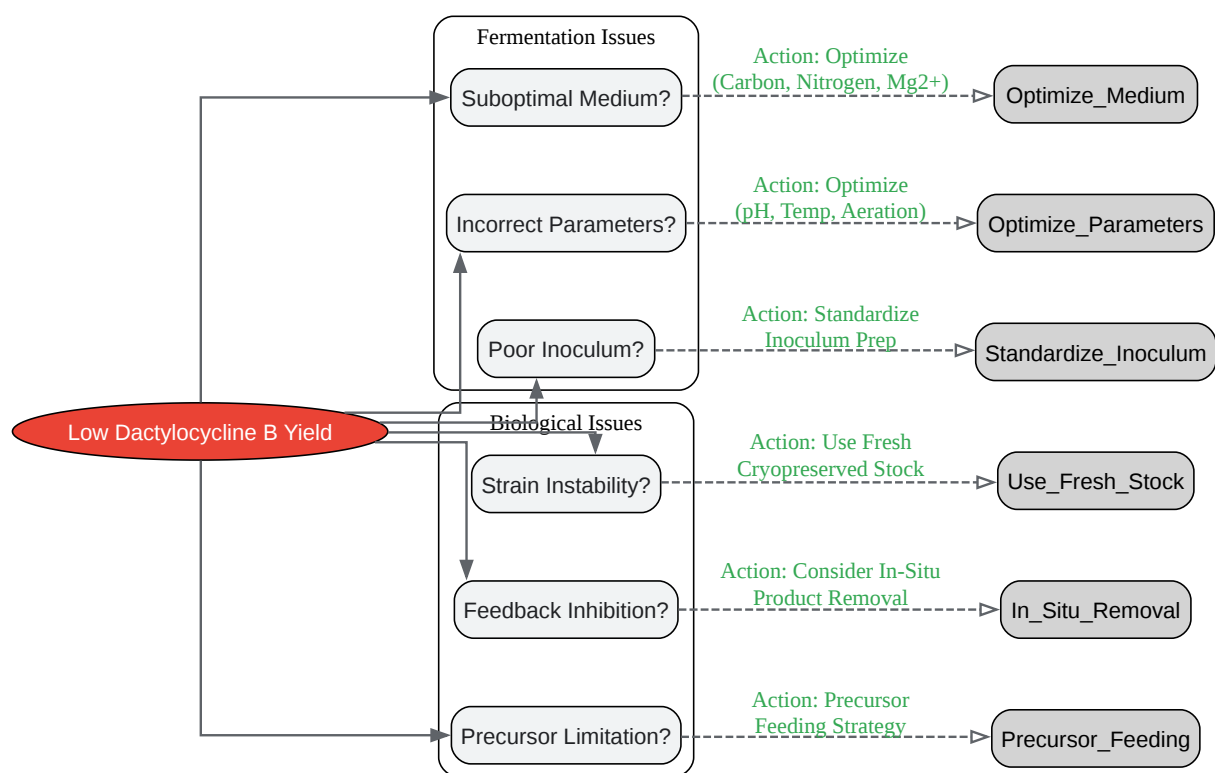 Fermentation Issues
Suboptimal Medium?
Action: Optimize
(Carbon, Nitrogen, Mg2+)
Optimize_Medium
Incorrect Parameters?
Action: Optimize
(pH, Temp, Aeration)
Optimize_Parameters
Poor Inoculum?
Action: Standardize
Inoculum Prep
Standardize_Inoculum
Low Dactylocycline B Yield
Biological Issues
Strain Instability?
Action: Use Fresh
Cryopreserved Stock
Use_Fresh_Stock
Feedback Inhibition?
Action: Consider In-Situ
Product Removal
In_Situ_Removal
Precursor Limitation?
Action: Precursor
Feeding Strategy
Precursor_Feeding